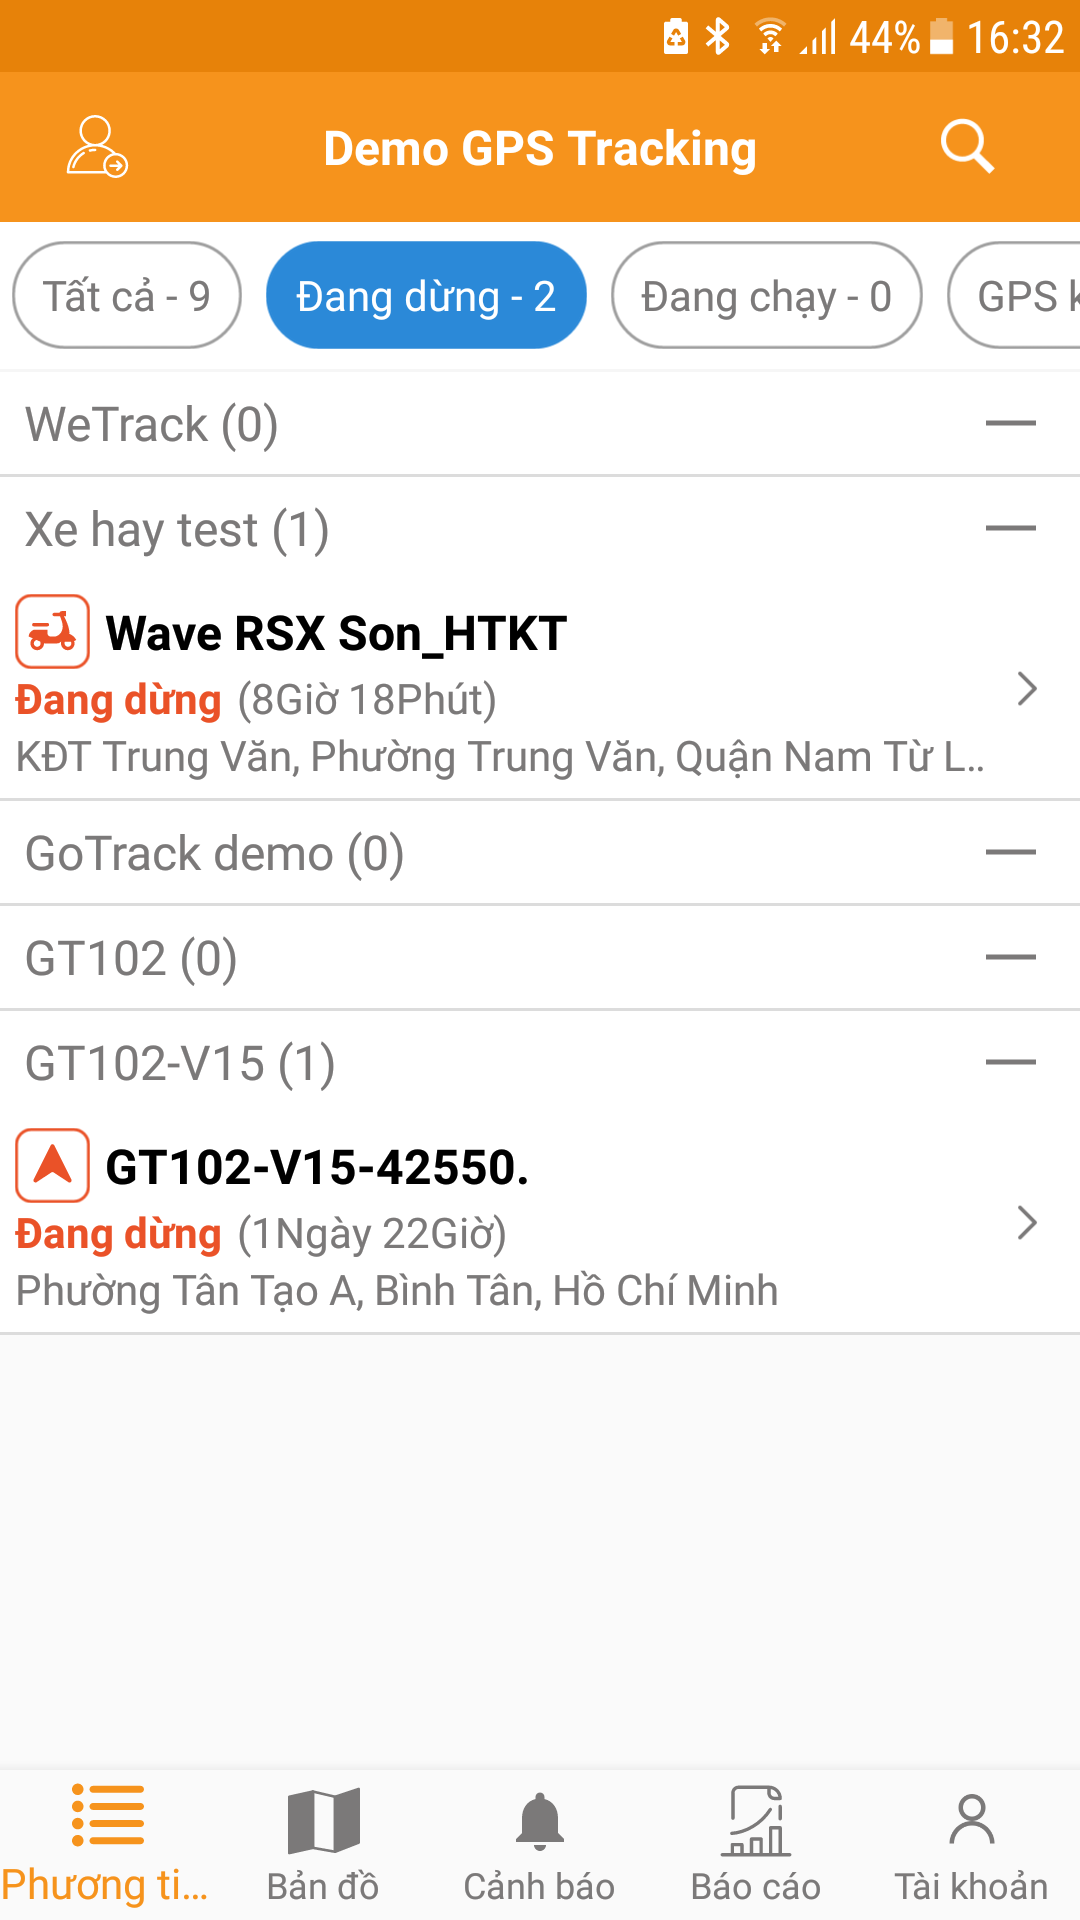 44% 16:32
Demo GPS Tracking
Tất cả - 9 Đang dừng - 2 Đang chạy - 0 GPS
WeTrack (0)
Xe hay test (1)
Wave RSX Son_HTKT
Đang dừng (8Giờ 18Phút)
KĐT Trung Văn, Phường Trung Văn, Quận Nam Từ L..
GoTrack demo (0)
GT102 (0)
GT102-V15 (1)
GT102-V15-42550.
Đang dừng (1Ngày 22Giờ)
Phường Tân Tạo A, Bình Tân, Hồ Chí Minh
Phương ti... Bản đồ Cảnh báo Báo cáo Tài khoản